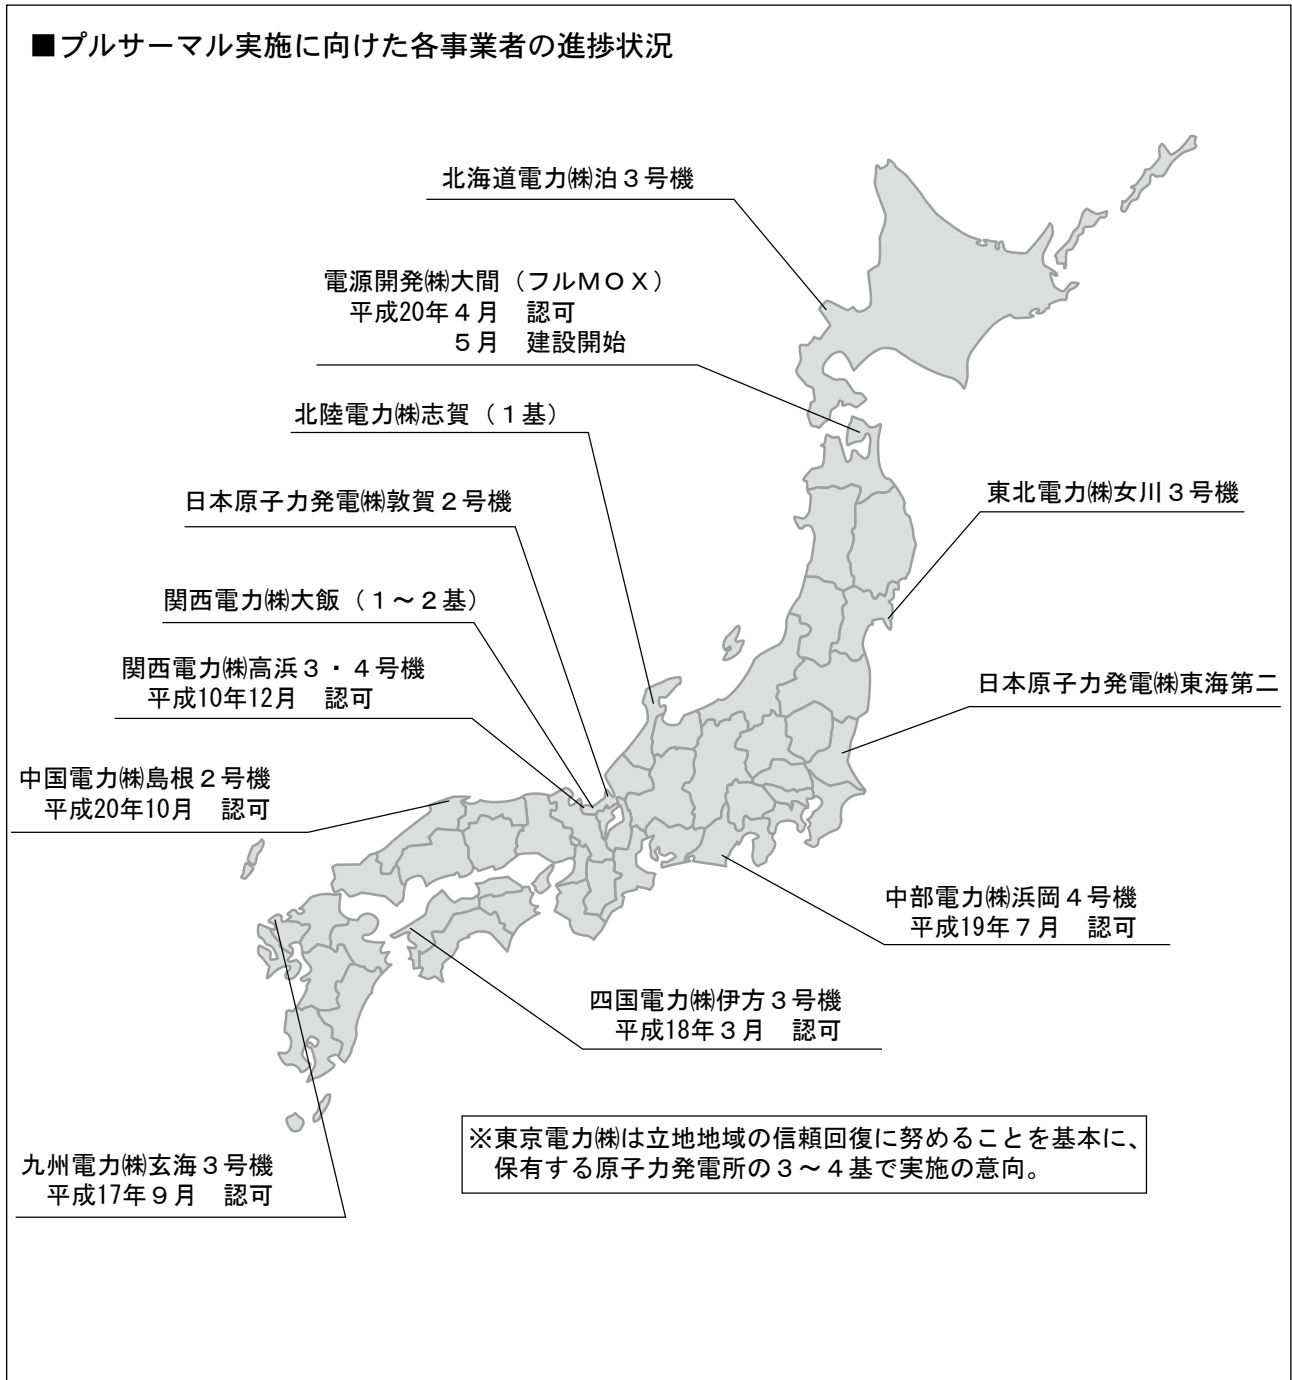 ■プルサーマル実施に向けた各事業者の進捗状況
北海道電力㈱泊３号機
電源開発㈱大間（フルＭＯＸ）
平成20年４月　認可
５月　建設開始
北陸電力㈱志賀（１基）
日本原子力発電㈱敦賀２号機
東北電力㈱女川３号機
関西電力㈱大飯（１～２基）
関西電力㈱高浜３・４号機
平成10年12月　認可
日本原子力発電㈱東海第二
中国電力㈱島根２号機
平成20年10月　認可
中部電力㈱浜岡４号機
平成19年７月　認可
四国電力㈱伊方３号機
平成18年３月　認可
※東京電力㈱は立地地域の信頼回復に努めることを基本に、
保有する原子力発電所の３～４基で実施の意向。
九州電力㈱玄海３号機
平成17年９月　認可